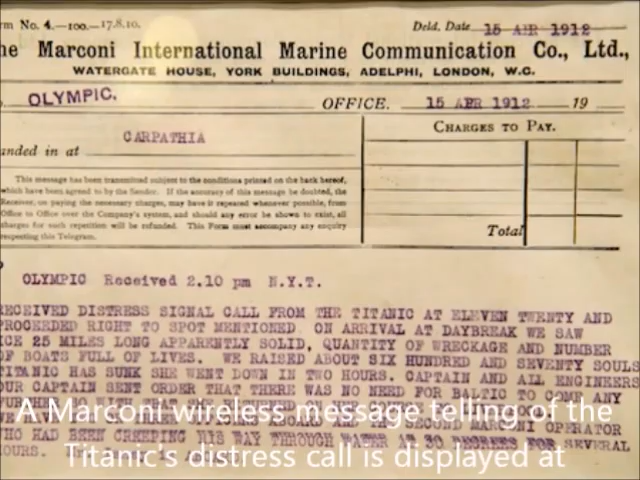 rm No. 4.—100.—17.8.10.
Deld. Date 15 APR 1912
he Marconi International Marine Communication Co., Ltd.,
WATERGATE HOUSE, YORK BUILDINGS, ADELPHI, LONDON, W.C.
OLYMPIC. OFFICE. 15 APR 1912 19
CHARGES TO PAY.
CARPATHIA
anded in at
This message has been transmitted subject to the conditions printed on the back hereof,
which have been agreed to by the Sender. If the accuracy of this message be doubted, the
Receiver, on paying the necessary charges, may have it repeated whenever possible, from
Office to Office over the Company's system, and should any error be shown to exist, all
charges for such repetition will be refunded. This Form must accompany any enquiry
respecting this Telegram.
Total
OLYMPIC Received 2.10 pm N.Y.T.
RECEIVED DISTRESS SIGNAL CALL FROM THE TITANIC AT ELEVEN TWENTY AND
PROCEEDED RIGHT TO SPOT MENTIONED. ON ARRIVAL AT DAYBREAK WE SAW
ICE 25 MILES LONG APPARENTLY SOLID, QUANTITY OF WRECKAGE AND NUMBER
OF BOATS FULL OF LIVES. WE RAISED ABOUT SIX HUNDRED AND SEVENTY SOULS
TITANIC HAS SUNK SHE WENT DOWN IN TWO HOURS. CAPTAIN AND ALL ENGINEERS
OUR CAPTAIN SENT ORDER THAT THERE WAS NO NEED FOR BALTIC TO COME ANY
A Marconi wireless message telling of the
SECOND MARCONI OPERATOR
HO HAD BEEN CREEPING HIS WAY THROUGH WATER AT 30 DEGREES FOR SEVERAL
Titanic's distress call is displayed at
OURS.